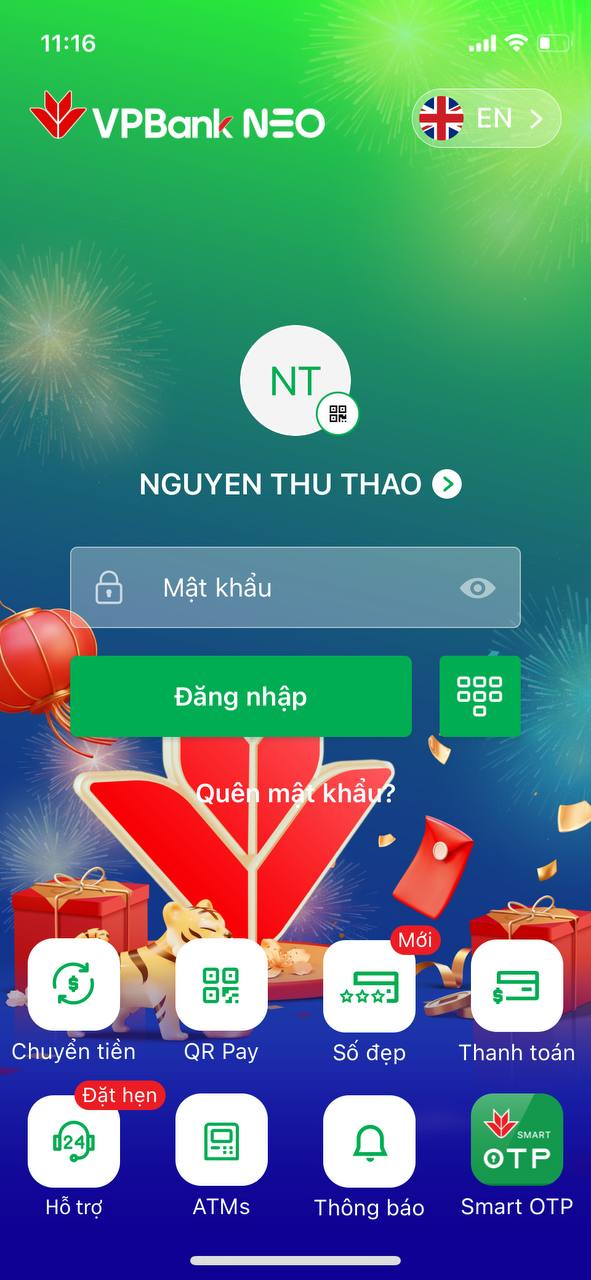 11:16
VPBank NEO
EN
NT
NGUYEN THU THAO
Mật khẩu
Đăng nhập
Quên mật khẩu?
Mới
Chuyển tiền
QR Pay
Số đẹp
Thanh toán
Đặt hẹn
24
SMART
OTP
Hỗ trợ
ATMs
Thông báo
Smart OTP